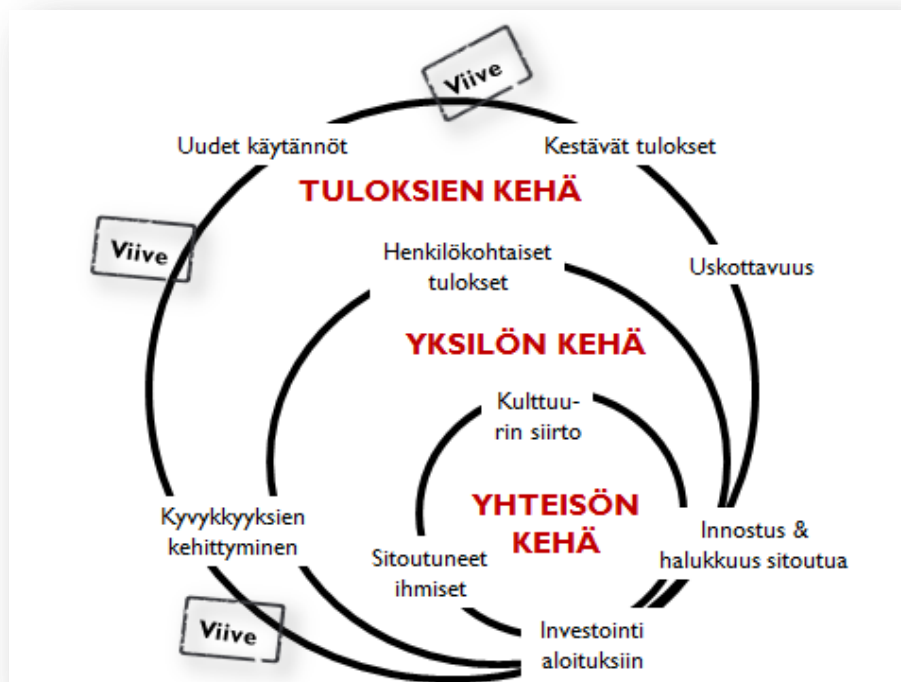 Viive
Uudet käytännöt
Kestävät tulokset
TULOKSIEN KEHÄ
Viive
Henkilökohtaiset
tulokset
Uskottavuus
YKSILÖN KEHÄ
Kulttuu-
rin siirto
YHTEISÖN
KEHÄ
Kyvykkyyksien
kehittyminen
Innostus &
halukkuus sitoutua
Sitoutuneet
ihmiset
Viive
Investointi
aloituksiin